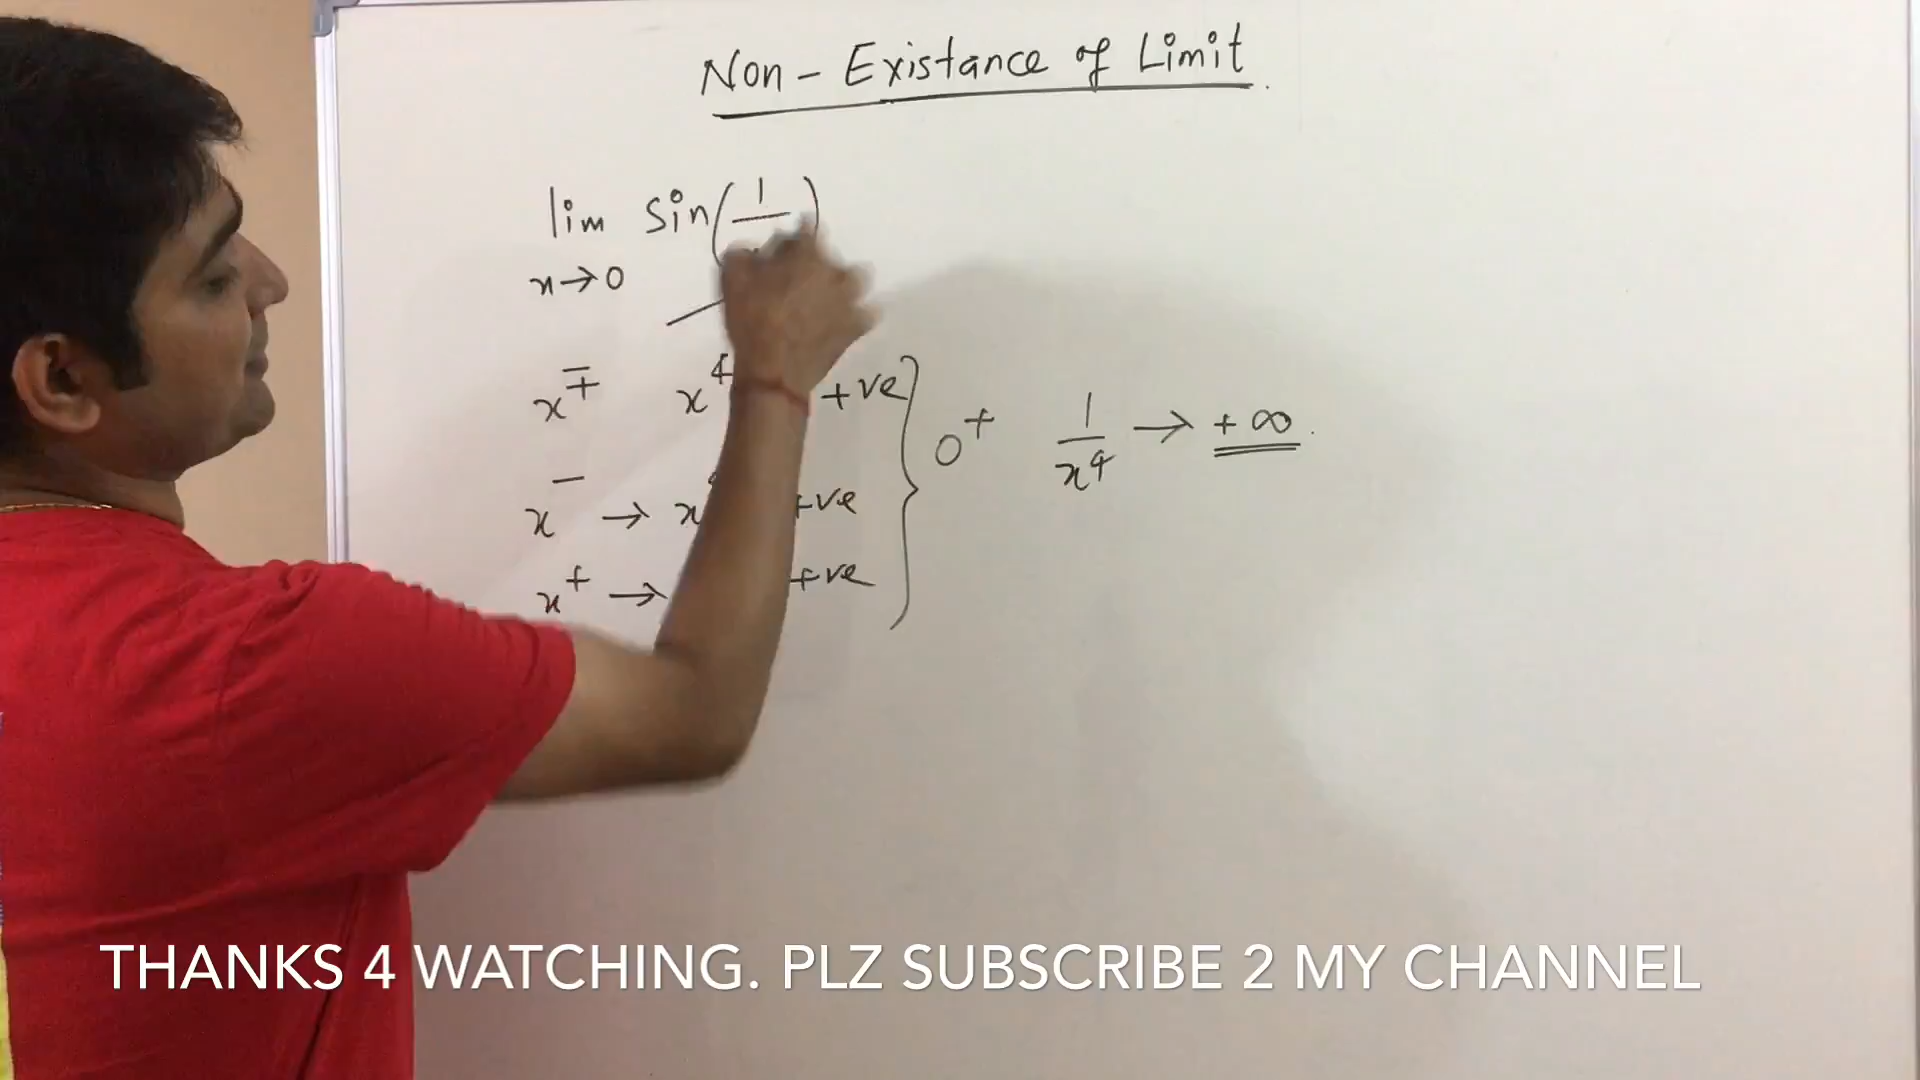 Non - Existance of Limit.
lim sin(1
x→0
x∓ x4 +ve
x- → x +ve
x+ → +ve
0+ 1/x4 → + ∞.
THANKS 4 WATCHING. PLZ SUBSCRIBE 2 MY CHANNEL